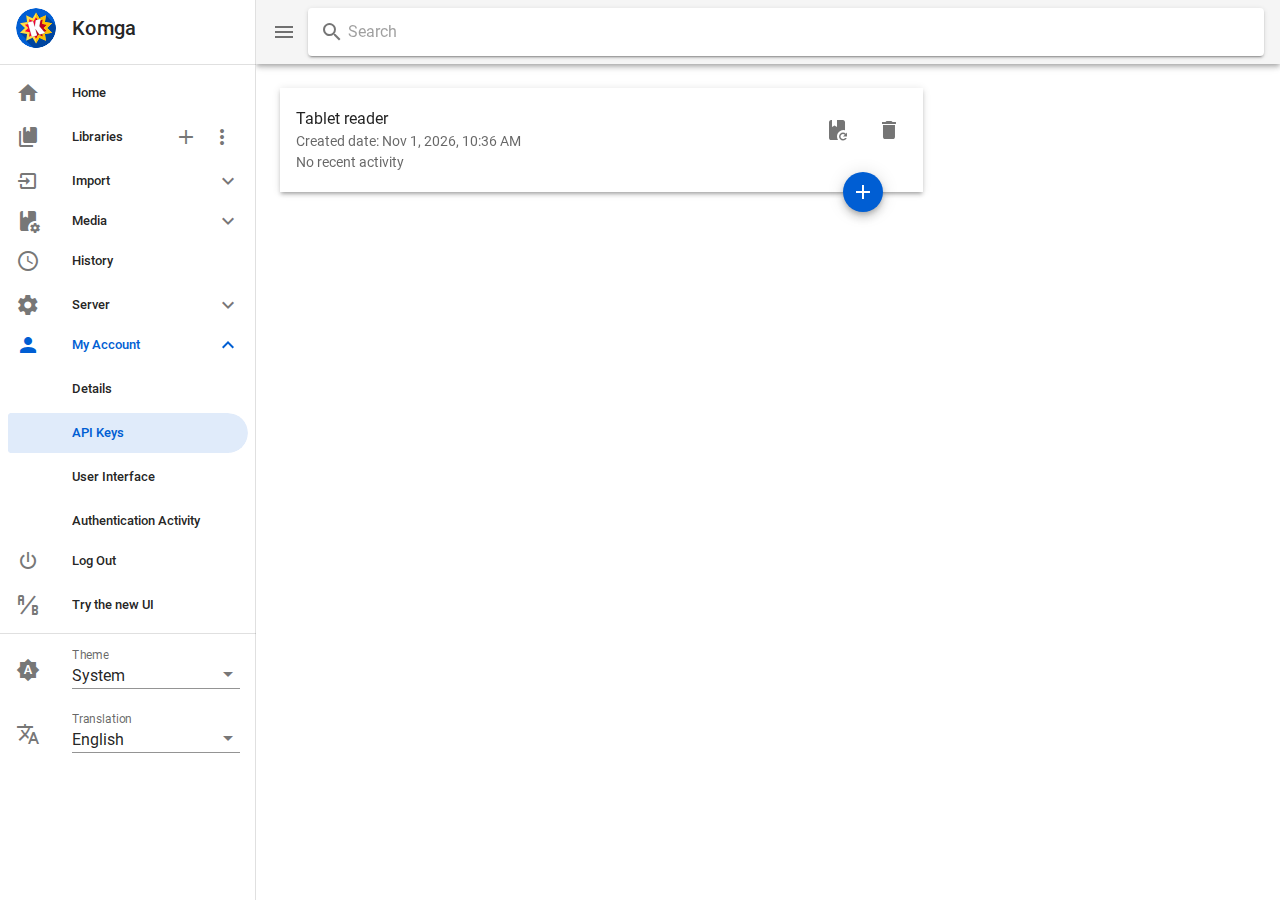 Komga
Search
Home
Libraries
Import
Media
History
Server
My Account
Details
API Keys
User Interface
Authentication Activity
Log Out
Try the new UI
Theme
System
Translation
English
Tablet reader
Created date: Nov 1, 2026, 10:36 AM
No recent activity